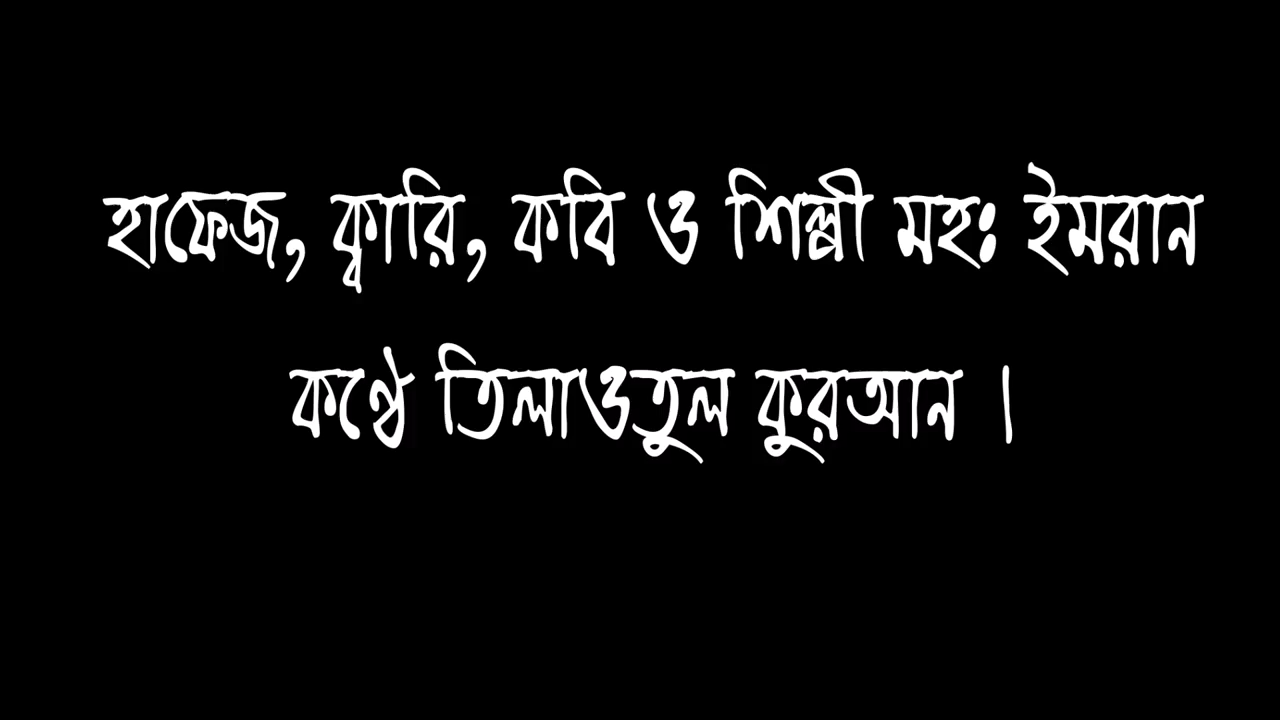 হাফেজ, ক্বারি, কবি ও শিল্পী মহঃ ইমরান
কণ্ঠে তিলাওতুল কুরআন ।